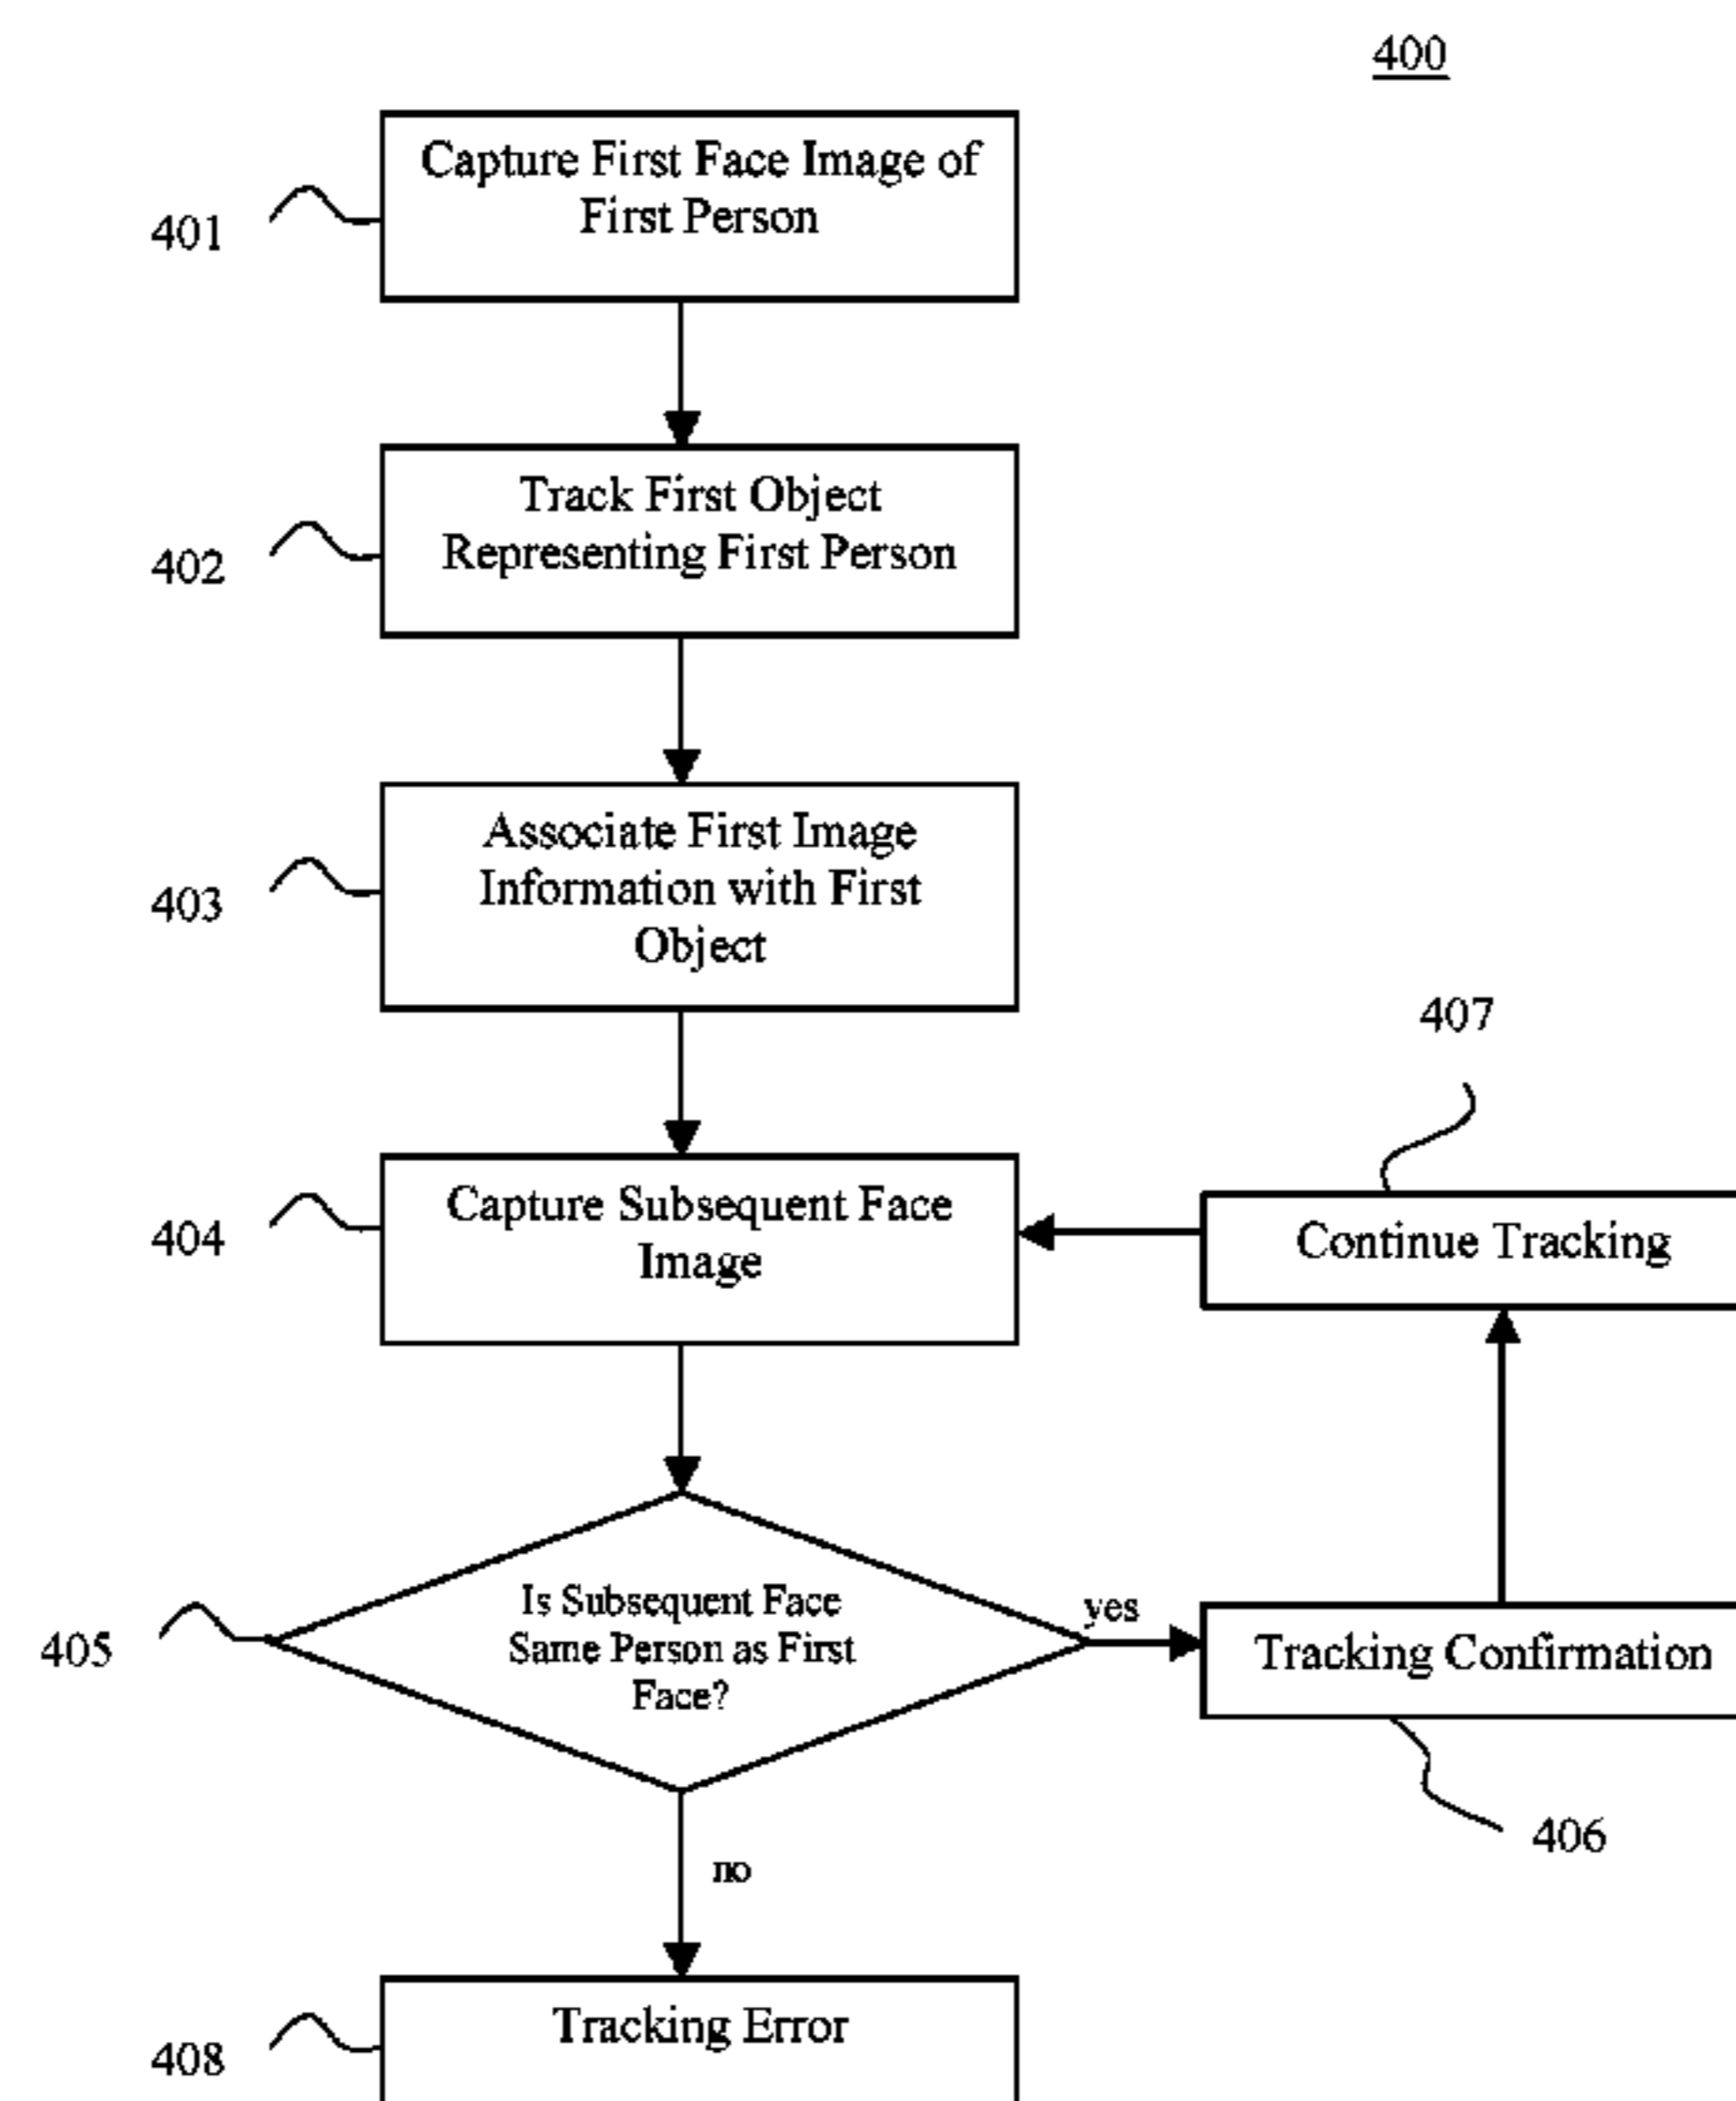 400
Capture First Face Image of
First Person
401
Track First Object
Representing First Person
402
Associate First Image
Information with First
Object
403
407
Capture Subsequent Face
Image
404
Continue Tracking
Is Subsequent Face
Same Person as First
Face?
405
yes
Tracking Confirmation
406
no
Tracking Error
408